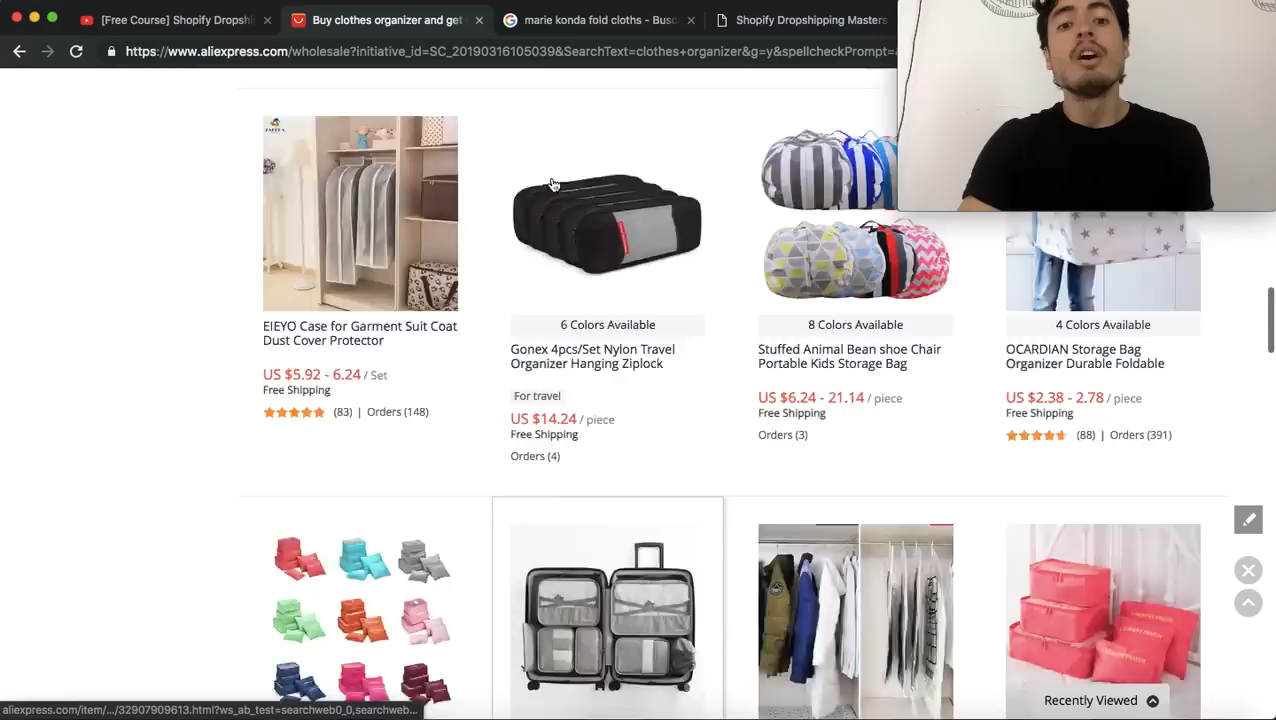 [Free Course] Shopify Dropshi
Buy clothes organizer and get
marie konda fold cloths - Busc
Shopify Dropshipping Masters
https://www.aliexpress.com/wholesale?initiative_id=SC_20190316105039&SearchText=clothes+organizer&g=y&spellcheckPrompt=
EIEYO Case for Garment Suit Coat
Dust Cover Protector
US $5.92 - 6.24 / Set
Free Shipping
(83) | Orders (148)
6 Colors Available
Gonex 4pcs/Set Nylon Travel
Organizer Hanging Ziplock
For travel
US $14.24 / piece
Free Shipping
Orders (4)
8 Colors Available
Stuffed Animal Bean shoe Chair
Portable Kids Storage Bag
US $6.24 - 21.14 / piece
Free Shipping
Orders (3)
4 Colors Available
OCARDIAN Storage Bag
Organizer Durable Foldable
US $2.38 - 2.78 / piece
Free Shipping
(88) | Orders (391)
Recently Viewed
aliexpress.com/item/.../32907909613.html?ws_ab_test=searchweb0_0,searchweb...